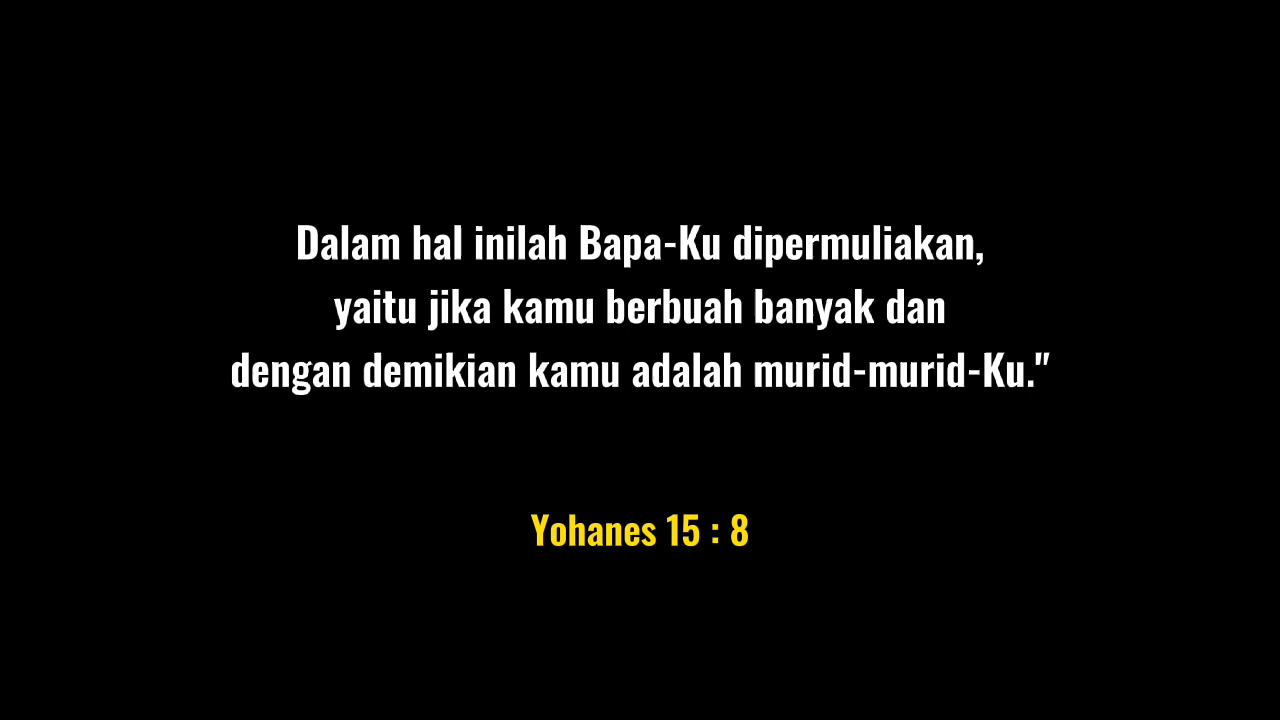 Dalam hal inilah Bapa-Ku dipermuliakan,
yaitu jika kamu berbuah banyak dan
dengan demikian kamu adalah murid-murid-Ku."
Yohanes 15 : 8